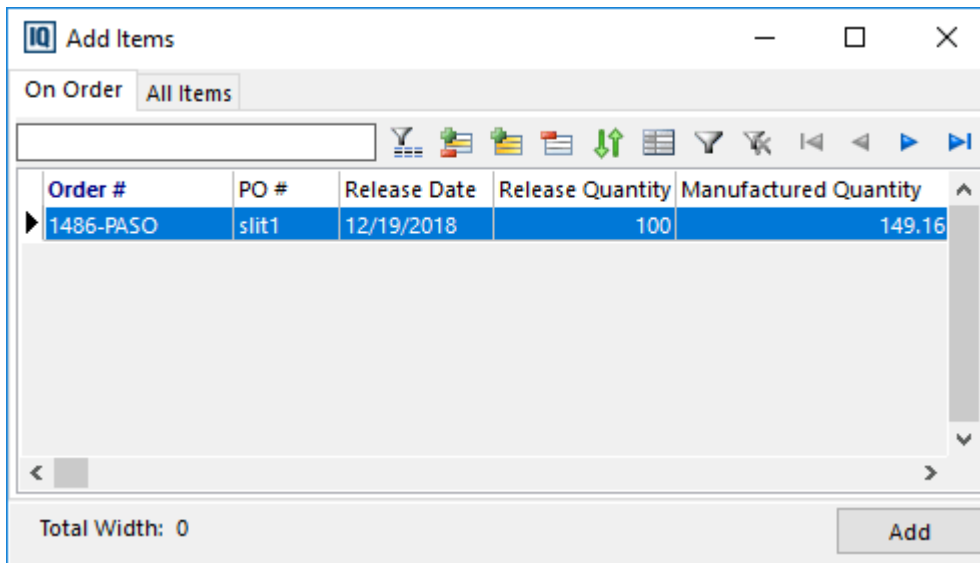 IQ Add Items
On Order All Items
Order # PO # Release Date Release Quantity Manufactured Quantity
1486-PASO slit1 12/19/2018 100 149.16
Total Width: 0 Add